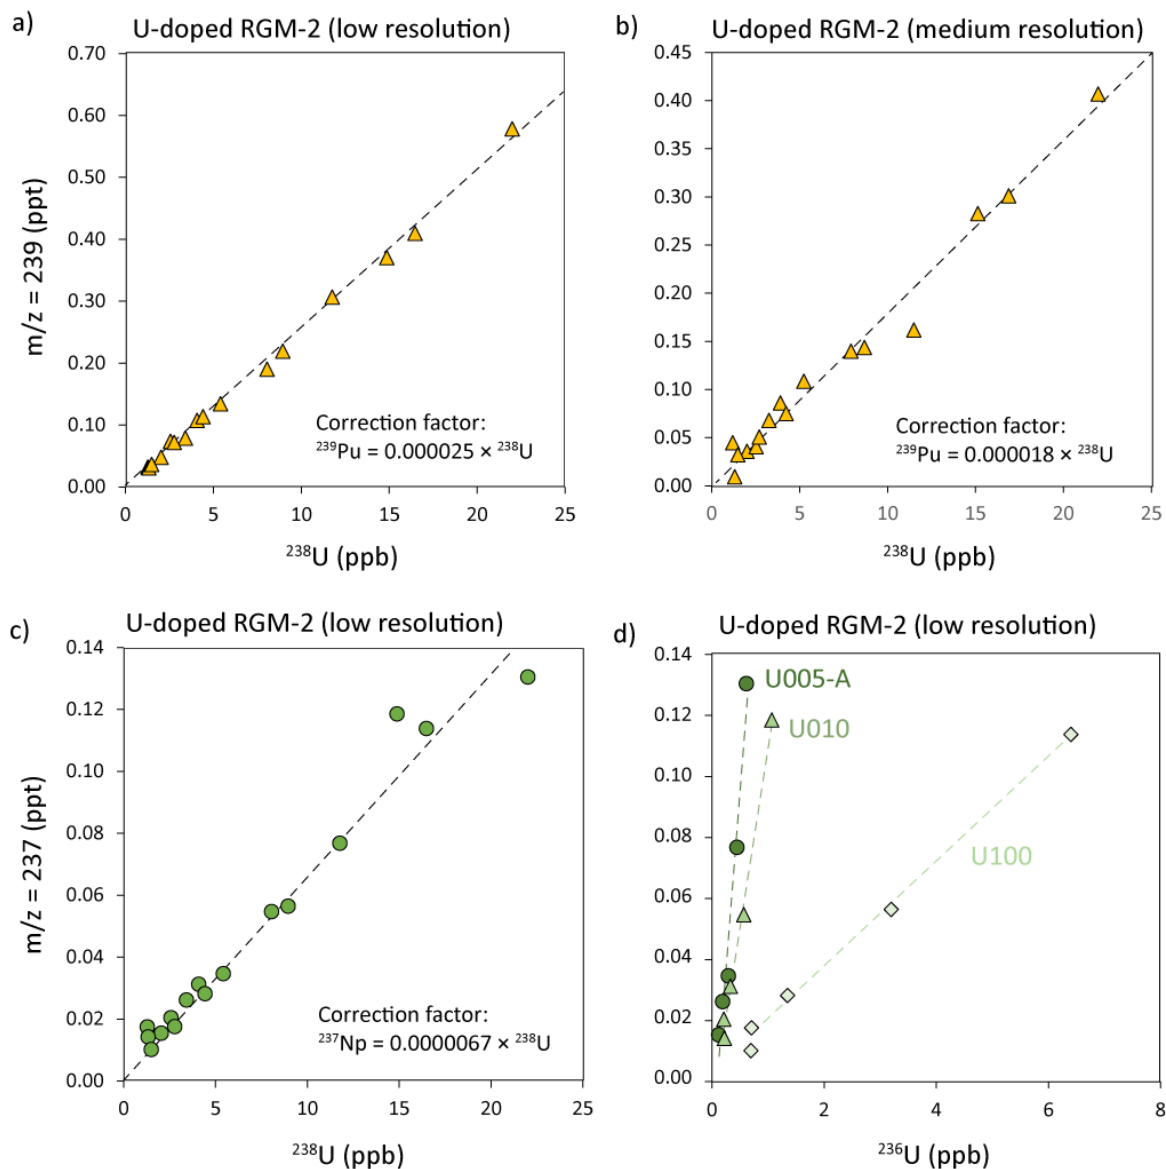 a)
U-doped RGM-2 (low resolution)
0.70
0.60
0.50
0.40
0.30
0.20
0.10
0.00
m/z = 239 (ppt)
Correction factor:
²³⁹Pu = 0.000025 × ²³⁸U
0 5 10 15 20 25
²³⁸U (ppb)
b)
U-doped RGM-2 (medium resolution)
0.45
0.40
0.35
0.30
0.25
0.20
0.15
0.10
0.05
0.00
Correction factor:
²³⁹Pu = 0.000018 × ²³⁸U
0 5 10 15 20 25
²³⁸U (ppb)
c)
U-doped RGM-2 (low resolution)
0.14
0.12
0.10
0.08
0.06
0.04
0.02
0.00
m/z = 237 (ppt)
Correction factor:
²³⁷Np = 0.0000067 × ²³⁸U
0 5 10 15 20 25
²³⁸U (ppb)
d)
U-doped RGM-2 (low resolution)
0.14
0.12
0.10
0.08
0.06
0.04
0.02
0.00
U005-A
U010
U100
0 2 4 6 8
²³⁶U (ppb)